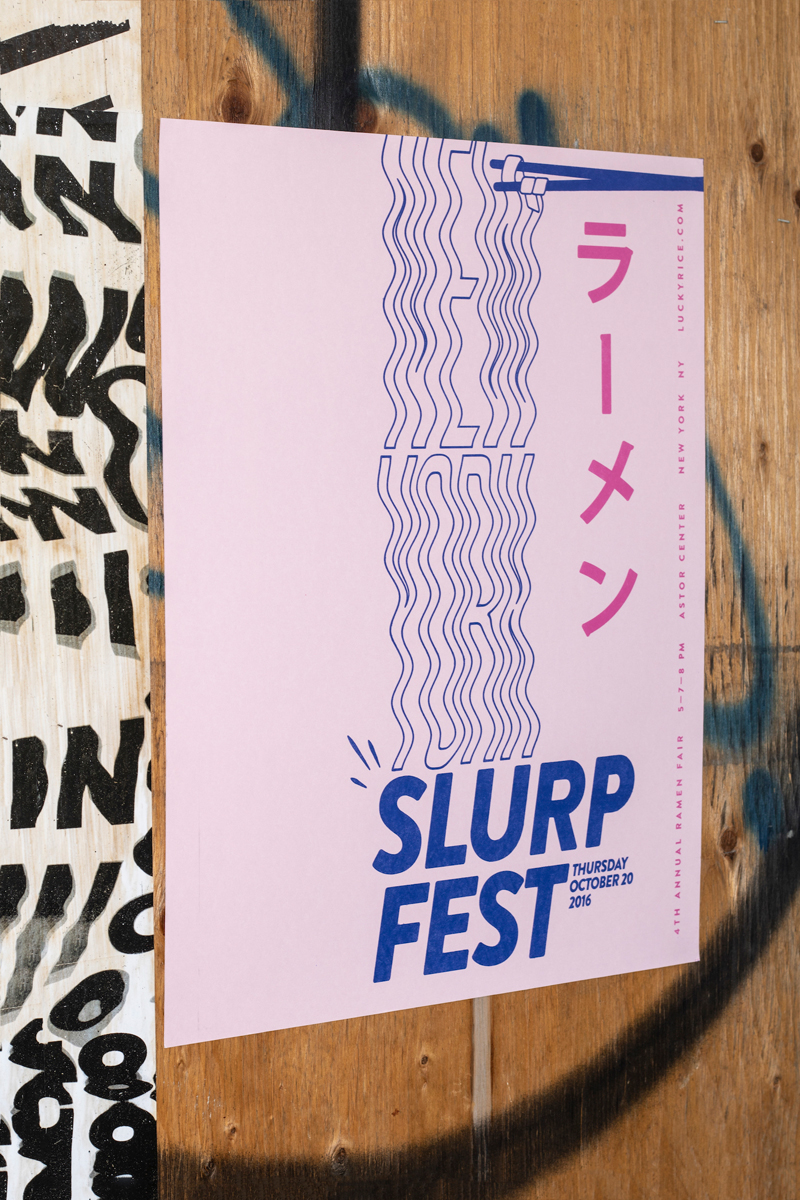 NEW
YORK
ラーメン
SLURP
FEST
THURSDAY
OCTOBER 20
2016
4TH ANNUAL RAMEN FAIR 5–7–8 PM ASTOR CENTER NEW YORK NY LUCKYRICE.COM
IN